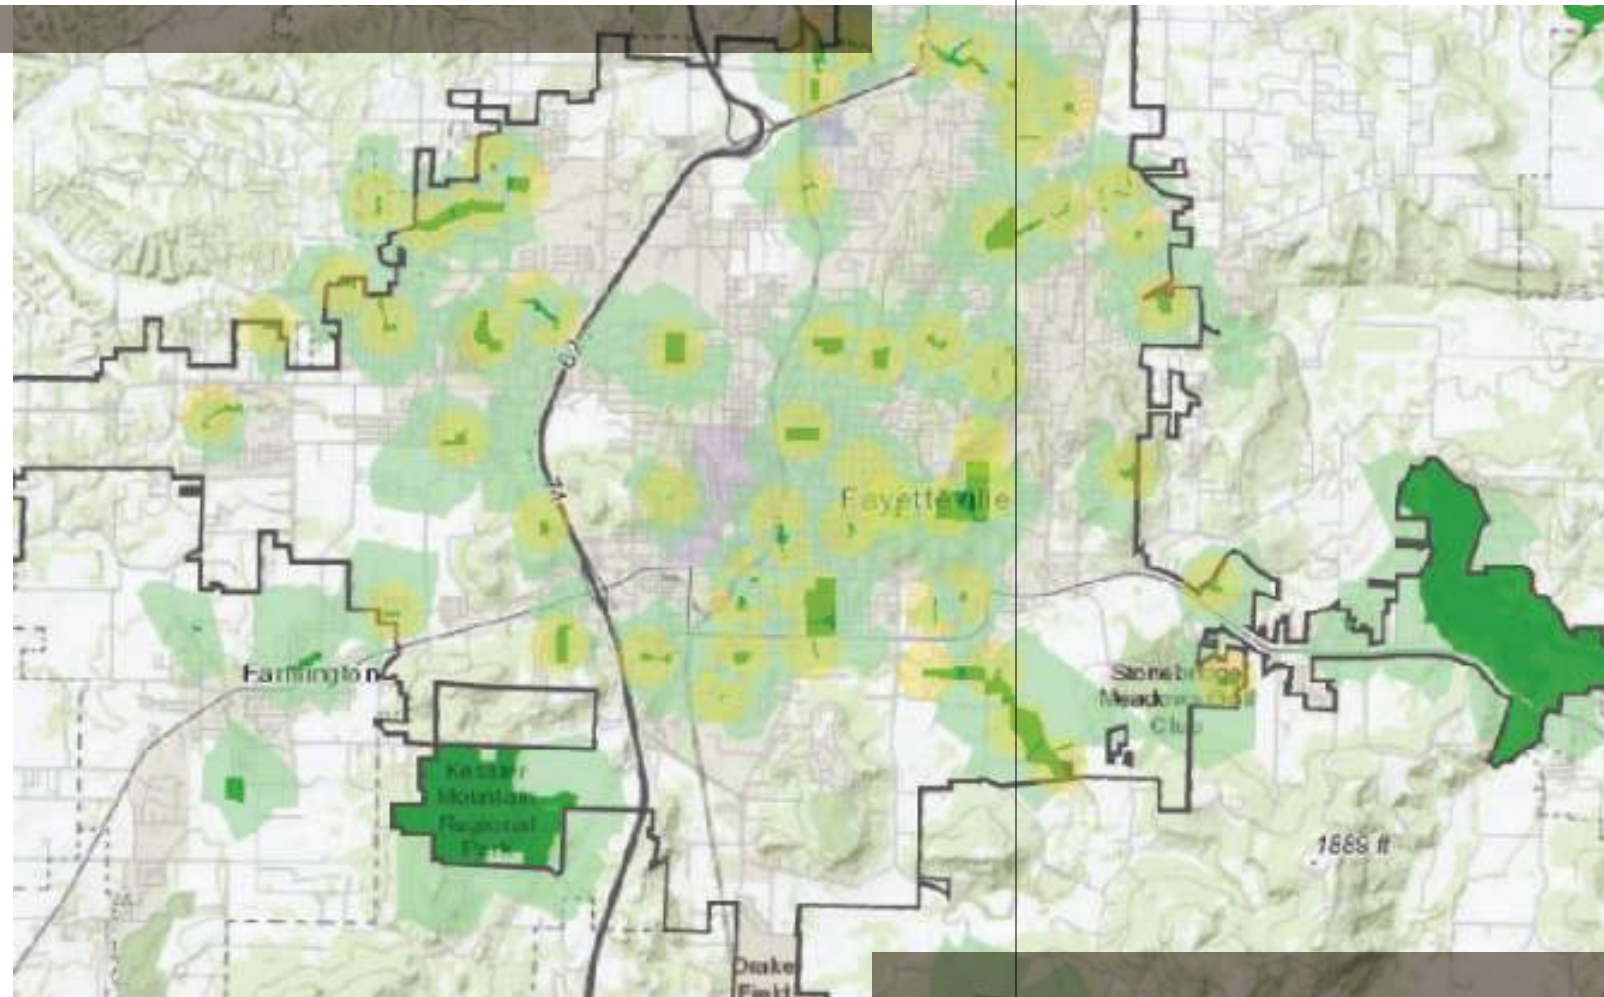 Fayetteville
Farmington
Stonebridge
Meadows
Club
Kessler
Mountain
Regional
Park
1889 ft
Drake
Field